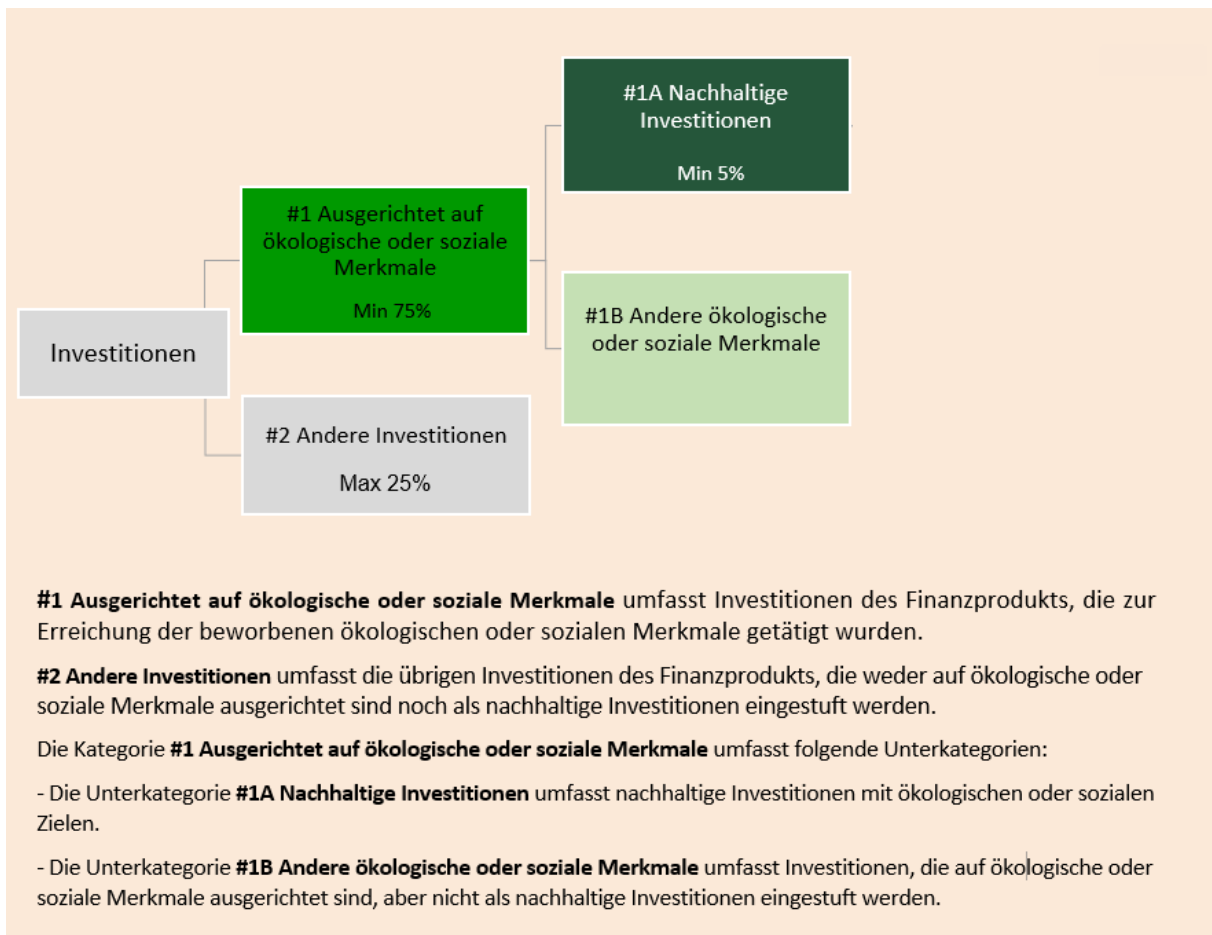 #1A Nachhaltige
Investitionen
Min 5%
#1 Ausgerichtet auf
ökologische oder soziale
Merkmale
Min 75%
#1B Andere ökologische
oder soziale Merkmale
Investitionen
#2 Andere Investitionen
Max 25%
#1 Ausgerichtet auf ökologische oder soziale Merkmale umfasst Investitionen des Finanzprodukts, die zur
Erreichung der beworbenen ökologischen oder sozialen Merkmale getätigt wurden.
#2 Andere Investitionen umfasst die übrigen Investitionen des Finanzprodukts, die weder auf ökologische oder
soziale Merkmale ausgerichtet sind noch als nachhaltige Investitionen eingestuft werden.
Die Kategorie #1 Ausgerichtet auf ökologische oder soziale Merkmale umfasst folgende Unterkategorien:
- Die Unterkategorie #1A Nachhaltige Investitionen umfasst nachhaltige Investitionen mit ökologischen oder sozialen
Zielen.
- Die Unterkategorie #1B Andere ökologische oder soziale Merkmale umfasst Investitionen, die auf ökologische oder
soziale Merkmale ausgerichtet sind, aber nicht als nachhaltige Investitionen eingestuft werden.